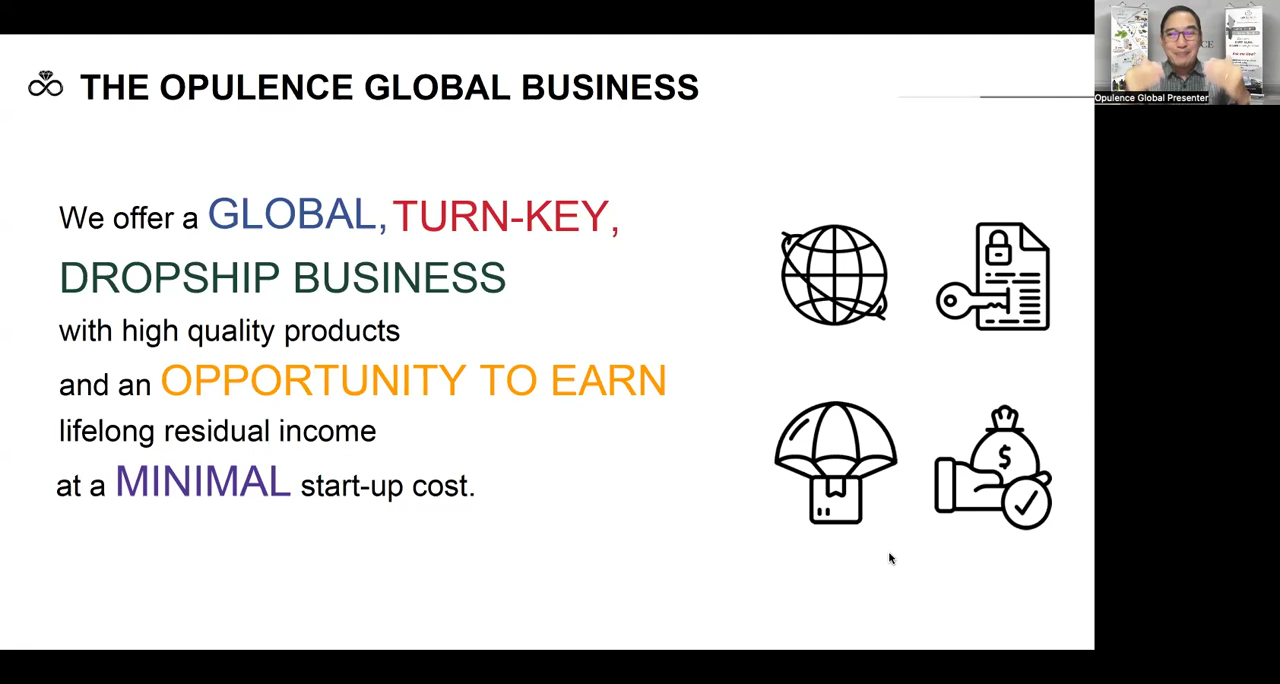 THE OPULENCE GLOBAL BUSINESS
Opulence Global Presenter
We offer a GLOBAL, TURN-KEY,
DROPSHIP BUSINESS
with high quality products
and an OPPORTUNITY TO EARN
lifelong residual income
at a MINIMAL start-up cost.
$